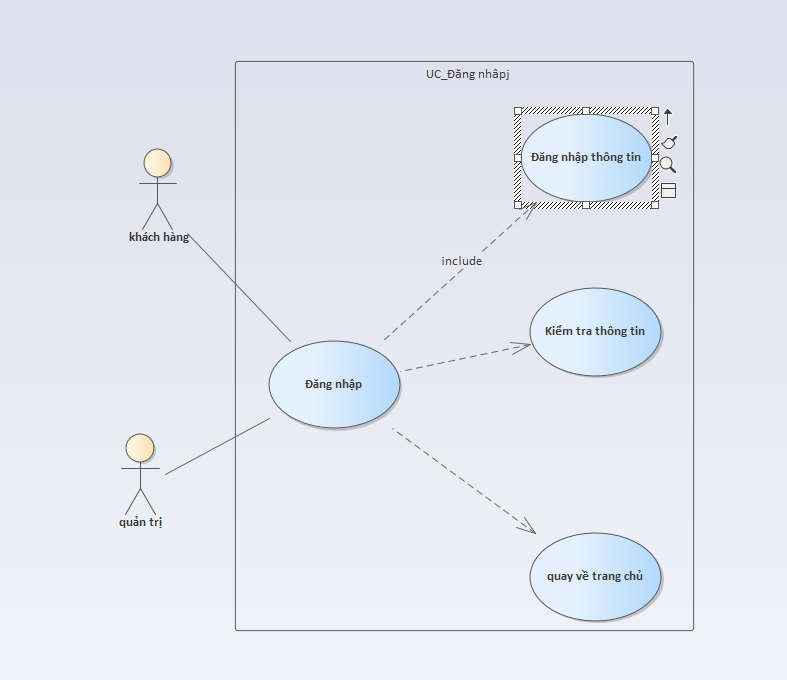 UC_Đăng nhâpj
Đăng nhập thông tin
khách hàng
include
Kiểm tra thông tin
Đăng nhập
quản trị
quay về trang chủ